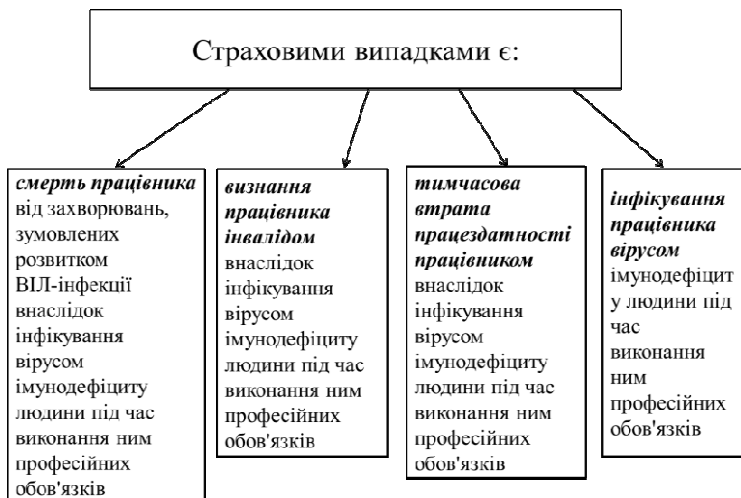 Страховими випадками є:
смерть працівника
від захворювань,
зумовлених
розвитком
ВІЛ-інфекції
внаслідок
інфікування
вірусом
імунодефіциту
людини під час
виконання ним
професійних
обов'язків
визнання
працівника
інвалідом
внаслідок
інфікування
вірусом
імунодефіциту
людини під час
виконання ним
професійних
обов'язків
тимчасова
втрата
працездатності
працівником
внаслідок
інфікування
вірусом
імунодефіциту
людини під час
виконання ним
професійних
обов'язків
інфікування
працівника
вірусом
імунодефіцит
у людини під
час
виконання
ним
професійних
обов'язків